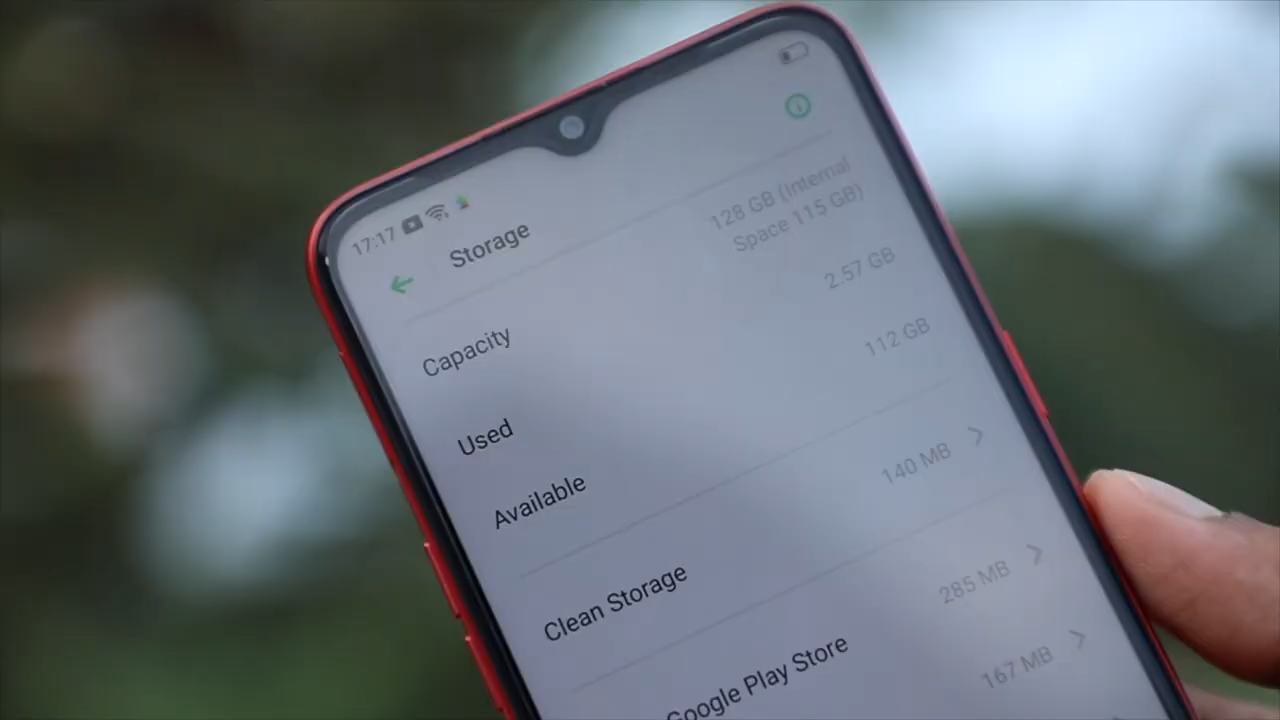 17:17
Storage
Capacity
128 GB (Internal
Space 115 GB)
Used
2.57 GB
Available
112 GB
Clean Storage
140 MB
Google Play Store
285 MB
167 MB